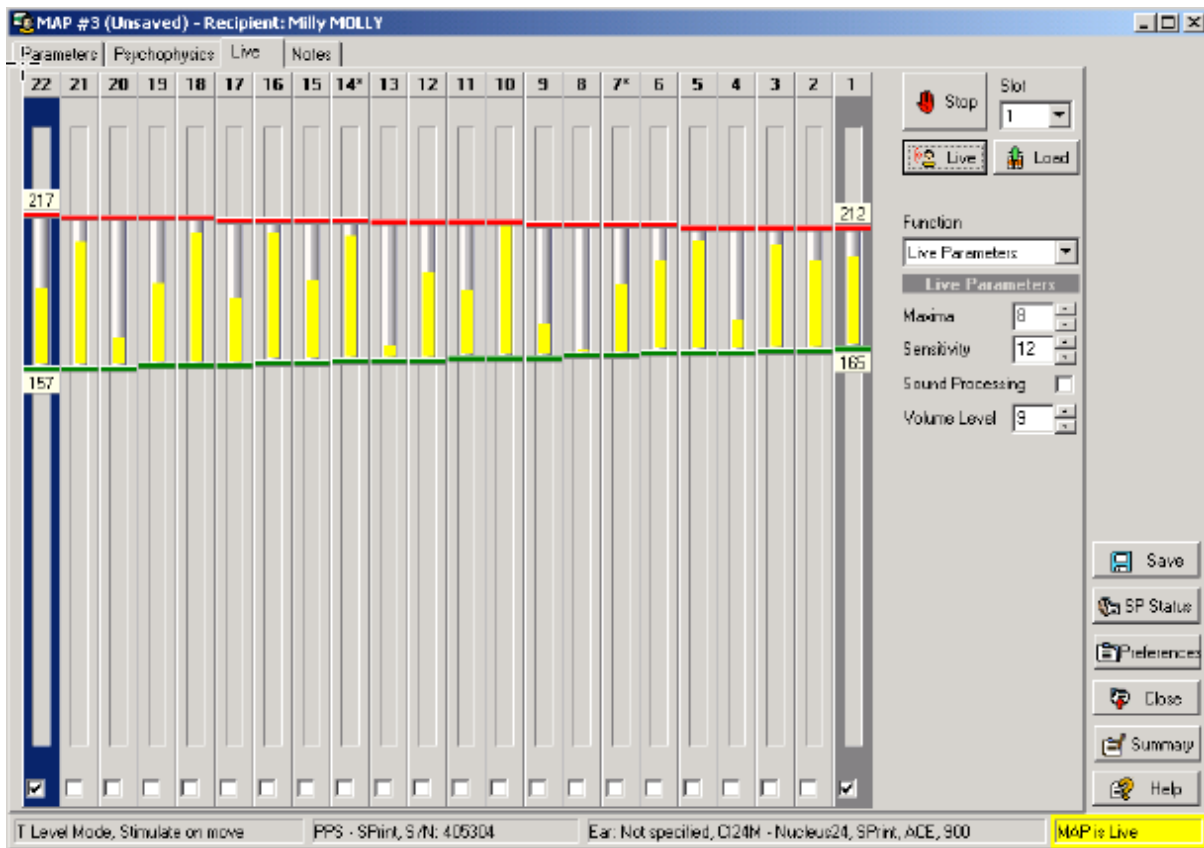 MAP #3 (Unsaved) - Recipient: Milly MOLLY
Parameters Psychophysics Live Notes
22 21 20 19 18 17 16 15 14* 13 12 11 10 9 8 7* 6 5 4 3 2 1
Stop
Slot
1
Live Load
217
212
Function
Live Parameters
Live Parameters
Maxima 8
Sensitivity 12
157
165
Sound Processing
Volume Level 9
Save
SP Status
Preferences
Close
Summary
Help
T Level Mode, Stimulate on move PPS - SPrint, S/N: 405304 Ear: Not specified, CI24M - Nucleus24, SPrint, ACE, 900 MAP is Live